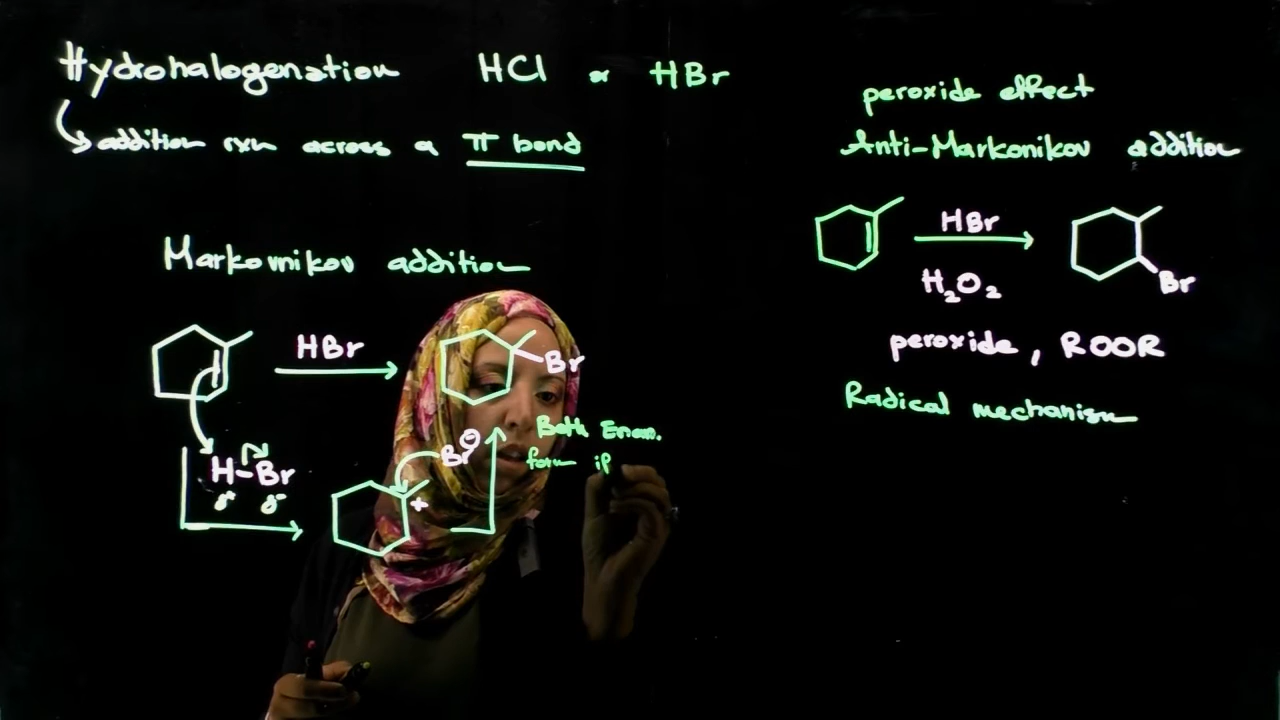 Hydrohalogenation HCl or HBr
addition rxn across a π bond
Markovnikov addition
HBr
Br
H-Br
δ+ δ-
Br⊖
+
Both Enan.
form if
peroxide effect
Anti-Markonikov addition
HBr
H2O2
Br
peroxide, ROOR
Radical mechanism